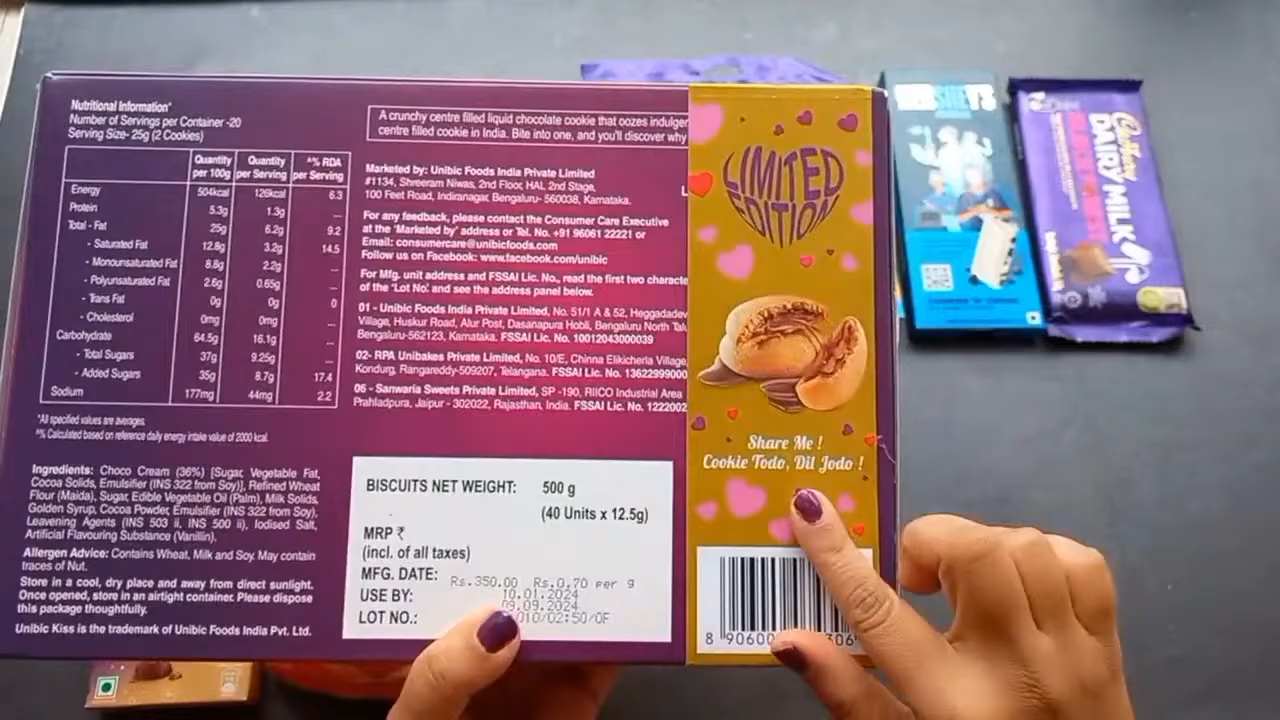 Nutritional Information*
Number of Servings per Container -20
Serving Size- 25g (2 Cookies)
Quantity per 100g Quantity per Serving ^% RDA per Serving
Energy 504kcal 126kcal 6.3
Protein 5.3g 1.3g ...
Total - Fat 25g 6.2g 9.2
- Saturated Fat 12.8g 3.2g 14.5
- Monounsaturated Fat 8.8g 2.2g ...
- Polyunsaturated Fat 2.6g 0.65g ...
- Trans Fat 0g 0g 0
- Cholesterol 0mg 0mg ...
Carbohydrate 64.5g 16.1g ...
- Total Sugars 37g 9.25g ...
- Added Sugars 35g 8.7g 17.4
Sodium 177mg 44mg 2.2
*All specified values are averages.
^% Calculated based on reference daily energy intake value of 2000 kcal.
Ingredients: Choco Cream (36%) [Sugar, Vegetable Fat,
Cocoa Solids, Emulsifier (INS 322 from Soy)], Refined Wheat
Flour (Maida), Sugar, Edible Vegetable Oil (Palm), Milk Solids,
Golden Syrup, Cocoa Powder, Emulsifier (INS 322 from Soy),
Leavening Agents (INS 503 ii, INS 500 ii), Iodised Salt,
Artificial Flavouring Substance (Vanillin).
Allergen Advice: Contains Wheat, Milk and Soy. May contain
traces of Nut.
Store in a cool, dry place and away from direct sunlight.
Once opened, store in an airtight container. Please dispose
this package thoughtfully.
Unibic Kiss is the trademark of Unibic Foods India Pvt. Ltd.
A crunchy centre filled liquid chocolate cookie that oozes
centre filled cookie in India. Bite into one, and you'll discover why
Marketed by: Unibic Foods India Private Limited
#1134, Shreeram Niwas, 2nd Floor, HAL 2nd Stage,
100 Feet Road, Indiranagar, Bengaluru- 560038, Karnataka.
For any feedback, please contact the Consumer Care Executive
at the 'Marketed by' address or Tel. No. +91 96061 22221 or
Email: consumercare@unibicfoods.com
Follow us on Facebook: www.facebook.com/unibic
For Mfg. unit address and FSSAI Lic. No., read the first two
of the 'Lot No.' and see the address panel below.
01 - Unibic Foods India Private Limited, No. 51/1 A & 52,
Village, Huskur Road, Alur Post, Dasanapura Hobli, Bengaluru North
Bengaluru-562123, Karnataka. FSSAI Lic. No. 10012043000039
02- RPA Unibakes Private Limited, No. 10/E, Chinna Elikicherla Village,
Kondurg, Rangareddy-509207, Telangana. FSSAI Lic. No.
06 - Sanwaria Sweets Private Limited, SP -190, RIICO Industrial Area
Prahladpura, Jaipur - 302022, Rajasthan, India. FSSAI Lic. No.
BISCUITS NET WEIGHT: 500 g
(40 Units x 12.5g)
MRP ₹
(incl. of all taxes)
Rs.350.00 Rs.0.70 per g
MFG. DATE: 10.01.2024
USE BY: 09.09.2024
LOT NO.:
LIMITED
EDITION
Share Me !
Cookie Todo, Dil Jodo !
HERSHEY'S
Cadbury
DAIRY MILK